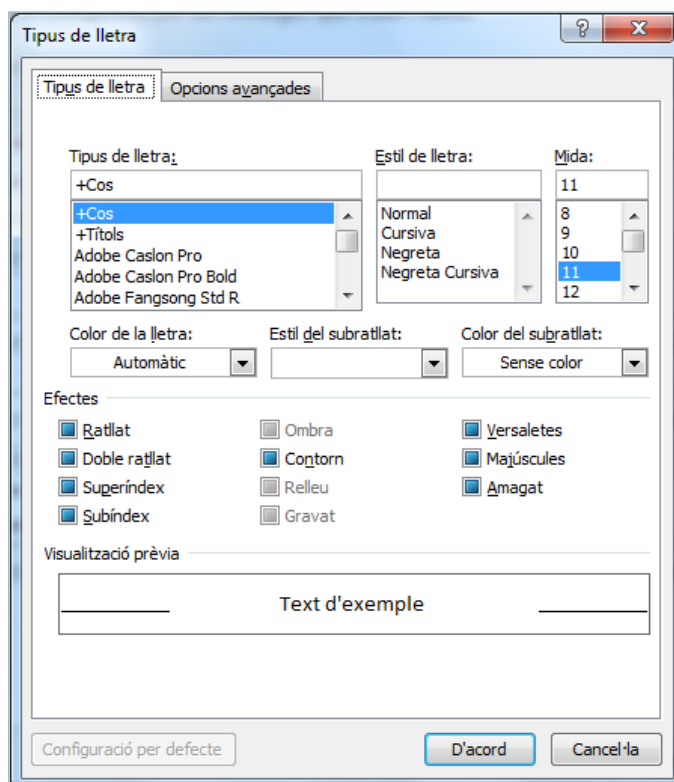 Tipus de lletra
Tipus de lletra Opcions avançades
Tipus de lletra: Estil de lletra: Mida:
+Cos 11
+Cos Normal 8
+Títols Cursiva 9
Adobe Caslon Pro Negreta 10
Adobe Caslon Pro Bold Negreta Cursiva 11
Adobe Fangsong Std R 12
Color de la lletra: Estil del subratllat: Color del subratllat:
Automàtic Sense color
Efectes
Ratllat Ombra Versaletes
Doble ratllat Contorn Majúscules
Superíndex Relleu Amagat
Subíndex Gravat
Visualització prèvia
Text d'exemple
Configuració per defecte D'acord Cancel·la